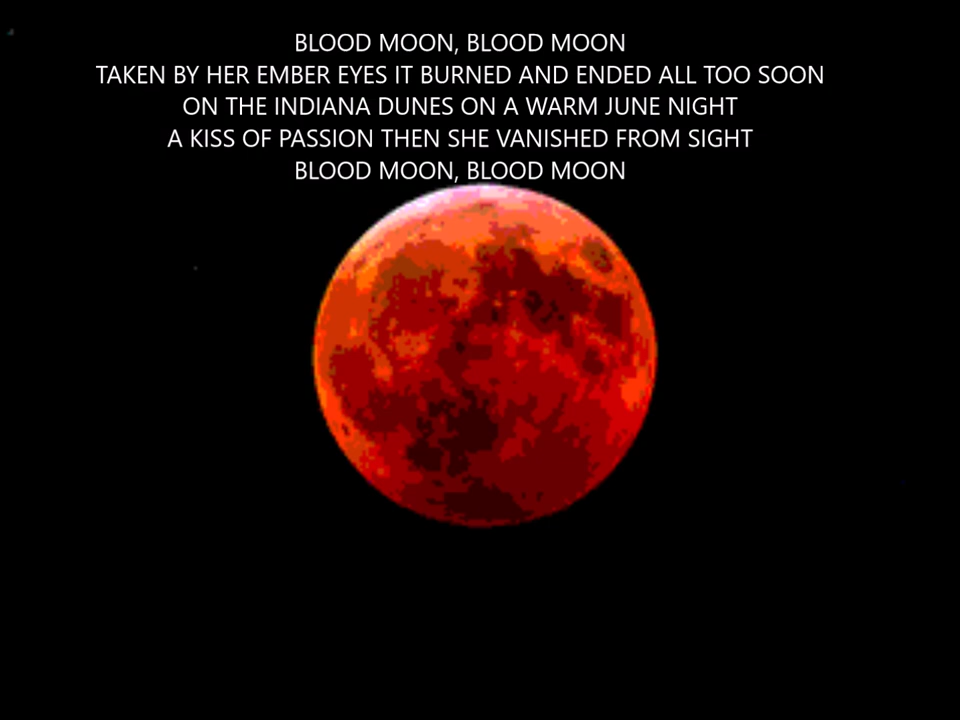 BLOOD MOON, BLOOD MOON
TAKEN BY HER EMBER EYES IT BURNED AND ENDED ALL TOO SOON
ON THE INDIANA DUNES ON A WARM JUNE NIGHT
A KISS OF PASSION THEN SHE VANISHED FROM SIGHT
BLOOD MOON, BLOOD MOON